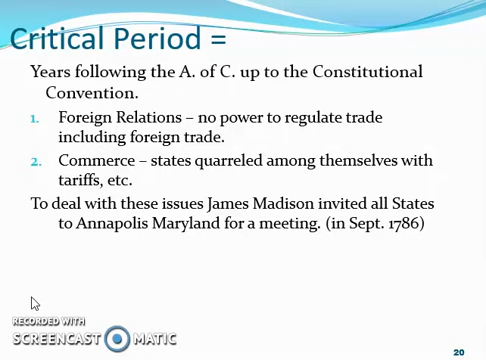 Critical Period =
Years following the A. of C. up to the Constitutional
Convention.
1. Foreign Relations – no power to regulate trade
including foreign trade.
2. Commerce – states quarreled among themselves with
tariffs, etc.
To deal with these issues James Madison invited all States
to Annapolis Maryland for a meeting. (in Sept. 1786)
RECORDED WITH
SCREENCAST MATIC
20